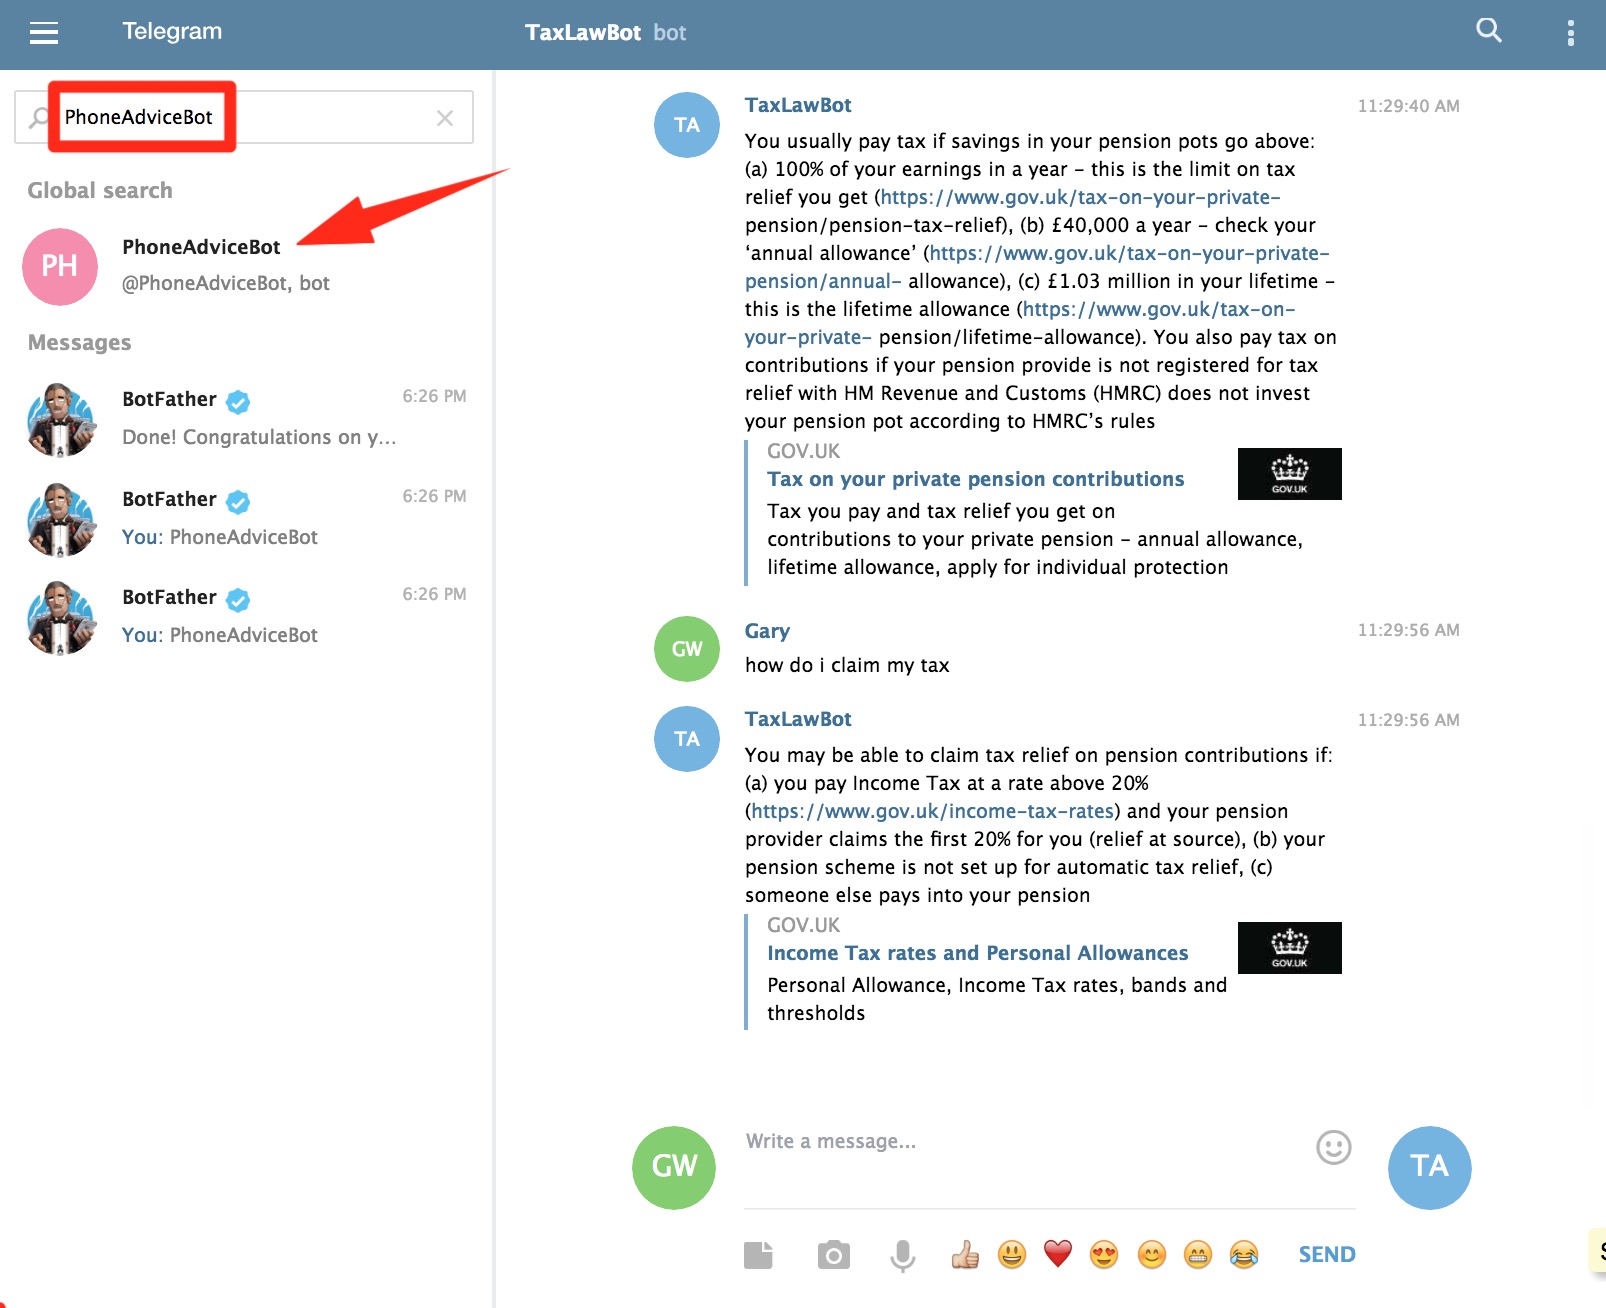 Telegram
TaxLawBot bot
PhoneAdviceBot
Global search
PH
PhoneAdviceBot
@PhoneAdviceBot, bot
Messages
BotFather
6:26 PM
Done! Congratulations on y...
BotFather
6:26 PM
You: PhoneAdviceBot
BotFather
6:26 PM
You: PhoneAdviceBot
TA
TaxLawBot
11:29:40 AM
You usually pay tax if savings in your pension pots go above:
(a) 100% of your earnings in a year – this is the limit on tax
relief you get (https://www.gov.uk/tax-on-your-private-
pension/pension-tax-relief), (b) £40,000 a year – check your
‘annual allowance’ (https://www.gov.uk/tax-on-your-private-
pension/annual- allowance), (c) £1.03 million in your lifetime –
this is the lifetime allowance (https://www.gov.uk/tax-on-
your-private- pension/lifetime-allowance). You also pay tax on
contributions if your pension provide is not registered for tax
relief with HM Revenue and Customs (HMRC) does not invest
your pension pot according to HMRC’s rules
GOV.UK
Tax on your private pension contributions
GOV.UK
Tax you pay and tax relief you get on
contributions to your private pension – annual allowance,
lifetime allowance, apply for individual protection
GW
Gary
11:29:56 AM
how do i claim my tax
TA
TaxLawBot
11:29:56 AM
You may be able to claim tax relief on pension contributions if:
(a) you pay Income Tax at a rate above 20%
(https://www.gov.uk/income-tax-rates) and your pension
provider claims the first 20% for you (relief at source), (b) your
pension scheme is not set up for automatic tax relief, (c)
someone else pays into your pension
GOV.UK
Income Tax rates and Personal Allowances
GOV.UK
Personal Allowance, Income Tax rates, bands and
thresholds
GW
Write a message...
TA
SEND